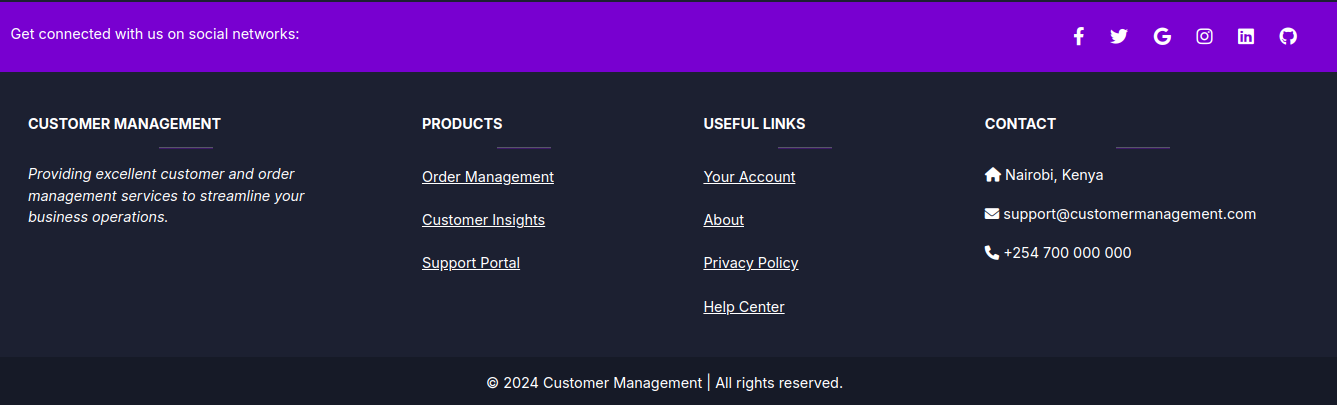 Get connected with us on social networks:
CUSTOMER MANAGEMENT
Providing excellent customer and order
management services to streamline your
business operations.
PRODUCTS
Order Management
Customer Insights
Support Portal
USEFUL LINKS
Your Account
About
Privacy Policy
Help Center
CONTACT
Nairobi, Kenya
support@customermanagement.com
+254 700 000 000
© 2024 Customer Management | All rights reserved.